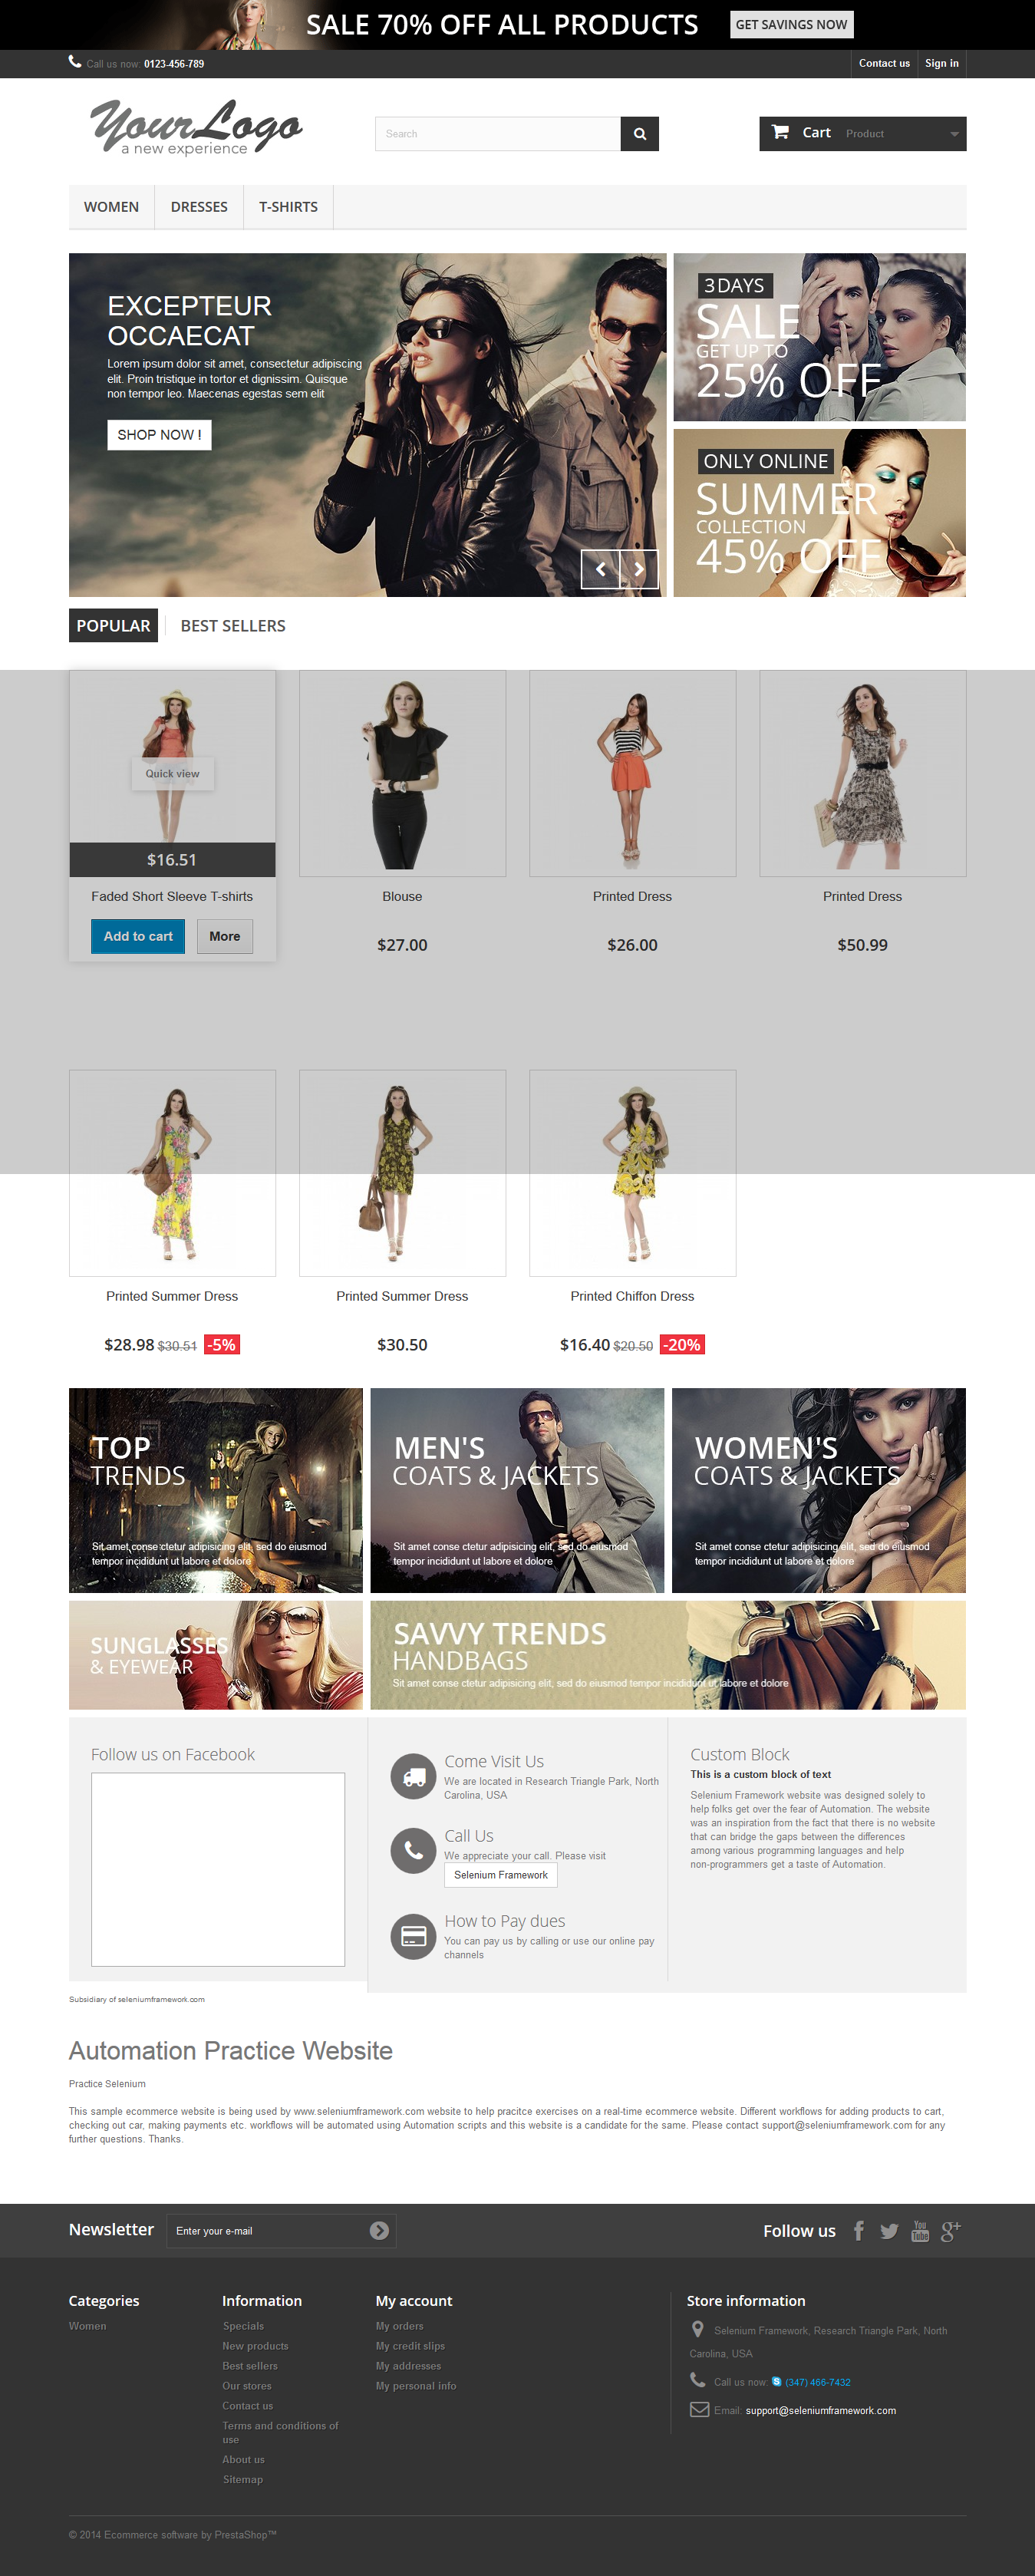 SALE 70% OFF ALL PRODUCTS GET SAVINGS NOW
Call us now: 0123-456-789 Contact us Sign in
YourLogo
a new experience
Search
Cart Product
WOMEN DRESSES T-SHIRTS
EXCEPTEUR
OCCAECAT
Lorem ipsum dolor sit amet, consectetur adipiscing
elit. Proin tristique in tortor et dignissim. Quisque
non tempor leo. Maecenas egestas sem elit
SHOP NOW !
3DAYS
SALE
GET UP TO
25% OFF
ONLY ONLINE
SUMMER
COLLECTION
45% OFF
POPULAR BEST SELLERS
Quick view
$16.51
Faded Short Sleeve T-shirts
Add to cart More
Blouse
$27.00
Printed Dress
$26.00
Printed Dress
$50.99
Printed Summer Dress
$28.98 $30.51 -5%
Printed Summer Dress
$30.50
Printed Chiffon Dress
$16.40 $20.50 -20%
TOP
TRENDS
Sit amet conse ctetur adipisicing elit, sed do eiusmod
tempor incididunt ut labore et dolore
MEN'S
COATS & JACKETS
Sit amet conse ctetur adipisicing elit, sed do eiusmod
tempor incididunt ut labore et dolore
WOMEN'S
COATS & JACKETS
Sit amet conse ctetur adipisicing elit, sed do eiusmod
tempor incididunt ut labore et dolore
SUNGLASSES
& EYEWEAR
SAVVY TRENDS
HANDBAGS
Sit amet conse ctetur adipisicing elit, sed do eiusmod tempor incididunt ut labore et dolore
Follow us on Facebook
Come Visit Us
We are located in Research Triangle Park, North
Carolina, USA
Call Us
We appreciate your call. Please visit
Selenium Framework
How to Pay dues
You can pay us by calling or use our online pay
channels
Custom Block
This is a custom block of text
Selenium Framework website was designed solely to
help folks get over the fear of Automation. The website
was an inspiration from the fact that there is no website
that can bridge the gaps between the differences
among various programming languages and help
non-programmers get a taste of Automation.
Subsidiary of seleniumframework.com
Automation Practice Website
Practice Selenium
This sample ecommerce website is being used by www.seleniumframework.com website to help pracitce exercises on a real-time ecommerce website. Different workflows for adding products to cart,
checking out car, making payments etc. workflows will be automated using Automation scripts and this website is a candidate for the same. Please contact support@seleniumframework.com for any
further questions. Thanks.
Newsletter Enter your e-mail Follow us
You
Tube
Categories
Women
Information
Specials
New products
Best sellers
Our stores
Contact us
Terms and conditions of
use
About us
Sitemap
My account
My orders
My credit slips
My addresses
My personal info
Store information
Selenium Framework, Research Triangle Park, North
Carolina, USA
Call us now: (347) 466-7432
Email: support@seleniumframework.com
© 2014 Ecommerce software by PrestaShop™